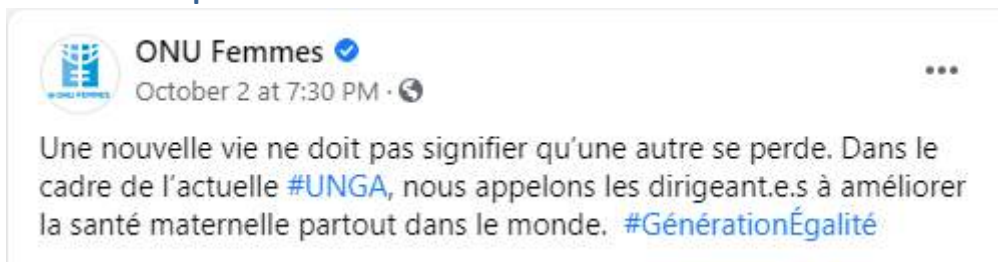 ONU Femmes
October 2 at 7:30 PM ·
Une nouvelle vie ne doit pas signifier qu'une autre se perde. Dans le
cadre de l'actuelle #UNGA, nous appelons les dirigeant.e.s à améliorer
la santé maternelle partout dans le monde. #GénérationÉgalité